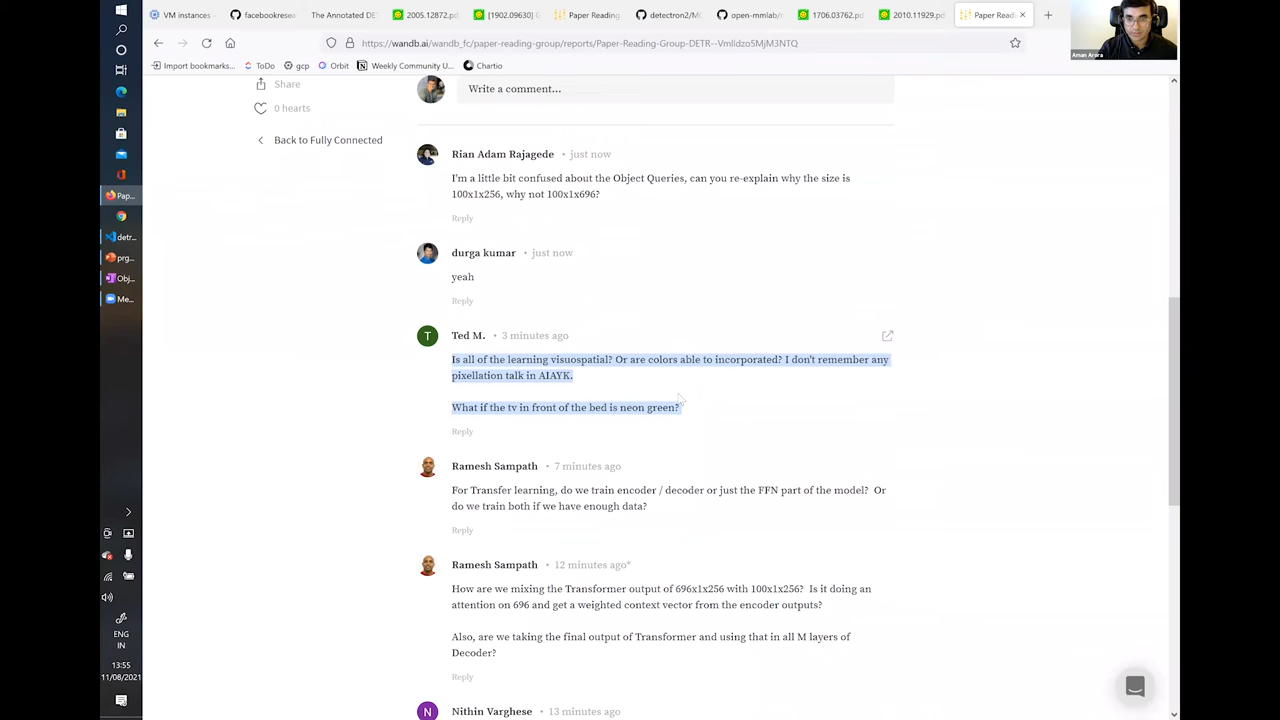 VM instances -
facebookresea
The Annotated DE
2005.12872.pd
[1902.09630] G
Paper Reading
detectron2/M
open-mmlab/m
1706.03762.pd
2010.11929.pd
Paper Read
https://wandb.ai/wandb_fc/paper-reading-group/reports/Paper-Reading-Group-DETR--Vmlldzo5MjM3NTQ
Import bookmarks...
ToDo
gcp
Orbit
Weekly Community U...
Chartio
Aman Arora
Share
0 hearts
Back to Fully Connected
Write a comment...
Rian Adam Rajagede • just now
I'm a little bit confused about the Object Queries, can you re-explain why the size is
100x1x256, why not 100x1x696?
Reply
durga kumar • just now
yeah
Reply
T
Ted M. • 3 minutes ago
Is all of the learning visuospatial? Or are colors able to incorporated? I don't remember any
pixellation talk in AIAYK.
What if the tv in front of the bed is neon green?
Reply
Ramesh Sampath • 7 minutes ago
For Transfer learning, do we train encoder / decoder or just the FFN part of the model? Or
do we train both if we have enough data?
Reply
Ramesh Sampath • 12 minutes ago*
How are we mixing the Transformer output of 696x1x256 with 100x1x256? Is it doing an
attention on 696 and get a weighted context vector from the encoder outputs?
Also, are we taking the final output of Transformer and using that in all M layers of
Decoder?
Reply
N
Nithin Varghese • 13 minutes ago
Pap...
detr...
prg...
Obj...
Me...
ENG
IN
13:55
11/08/2021